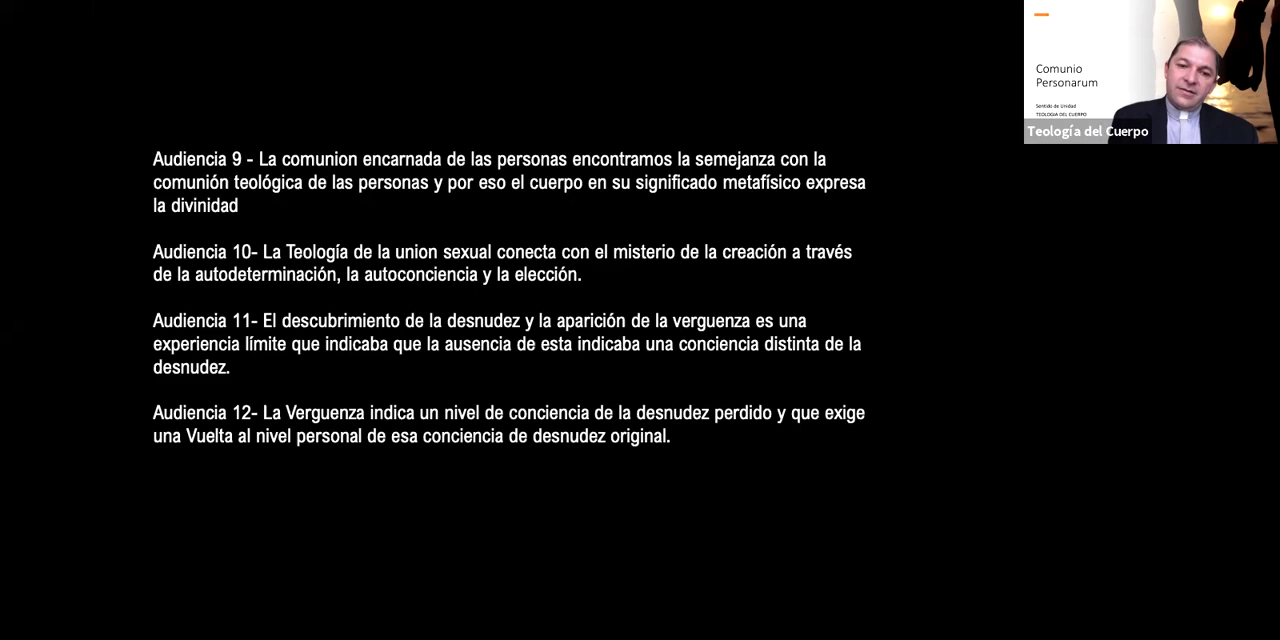 Audiencia 9 - La comunion encarnada de las personas encontramos la semejanza con la
comunión teológica de las personas y por eso el cuerpo en su significado metafísico expresa
la divinidad
Audiencia 10- La Teología de la union sexual conecta con el misterio de la creación a través
de la autodeterminación, la autoconciencia y la elección.
Audiencia 11- El descubrimiento de la desnudez y la aparición de la verguenza es una
experiencia límite que indicaba que la ausencia de esta indicaba una conciencia distinta de la
desnudez.
Audiencia 12- La Verguenza indica un nivel de conciencia de la desnudez perdido y que exige
una Vuelta al nivel personal de esa conciencia de desnudez original.
Comunio
Personarum
Sentido de Unidad
TEOLOGIA DEL CUERPO
Teología del Cuerpo